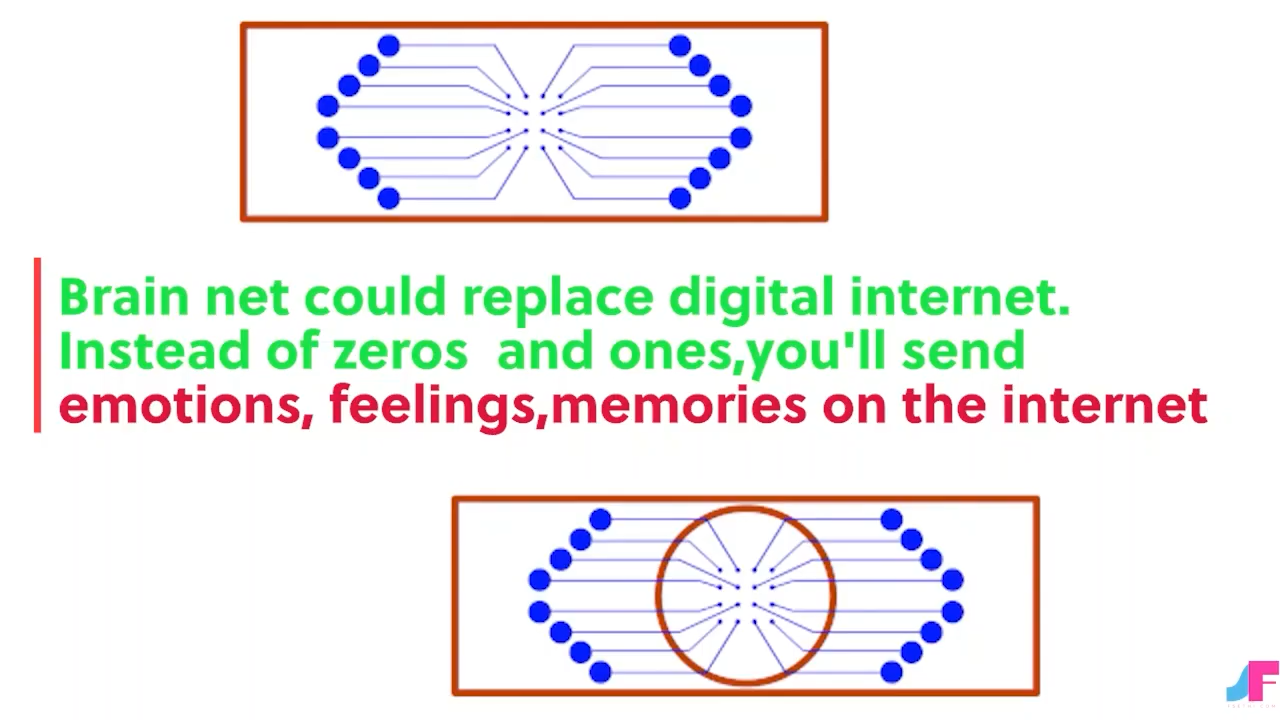 Brain net could replace digital internet.
Instead of zeros  and ones,you'll send
emotions, feelings,memories on the internet
SF